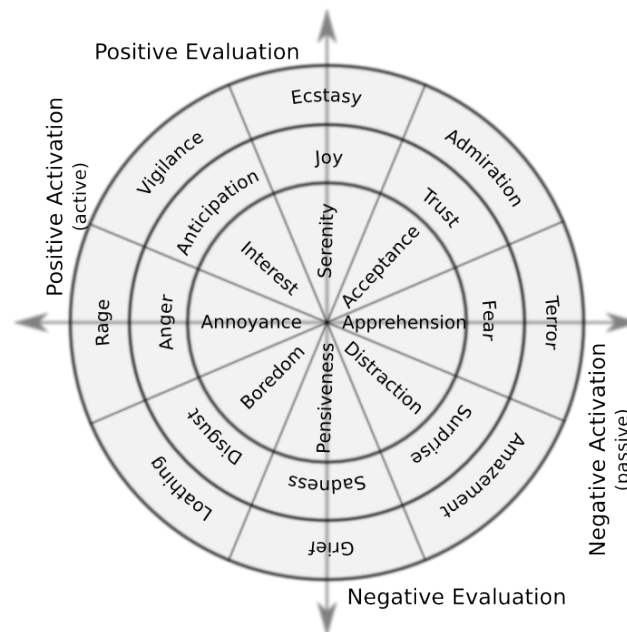 Positive Evaluation
Positive Activation
(active)
Ecstasy
Admiration
Terror
Amazement
Grief
Loathing
Rage
Vigilance
Joy
Trust
Fear
Surprise
Sadness
Disgust
Anger
Anticipation
Serenity
Acceptance
Apprehension
Distraction
Pensiveness
Boredom
Annoyance
Interest
Negative Activation
(passive)
Negative Evaluation